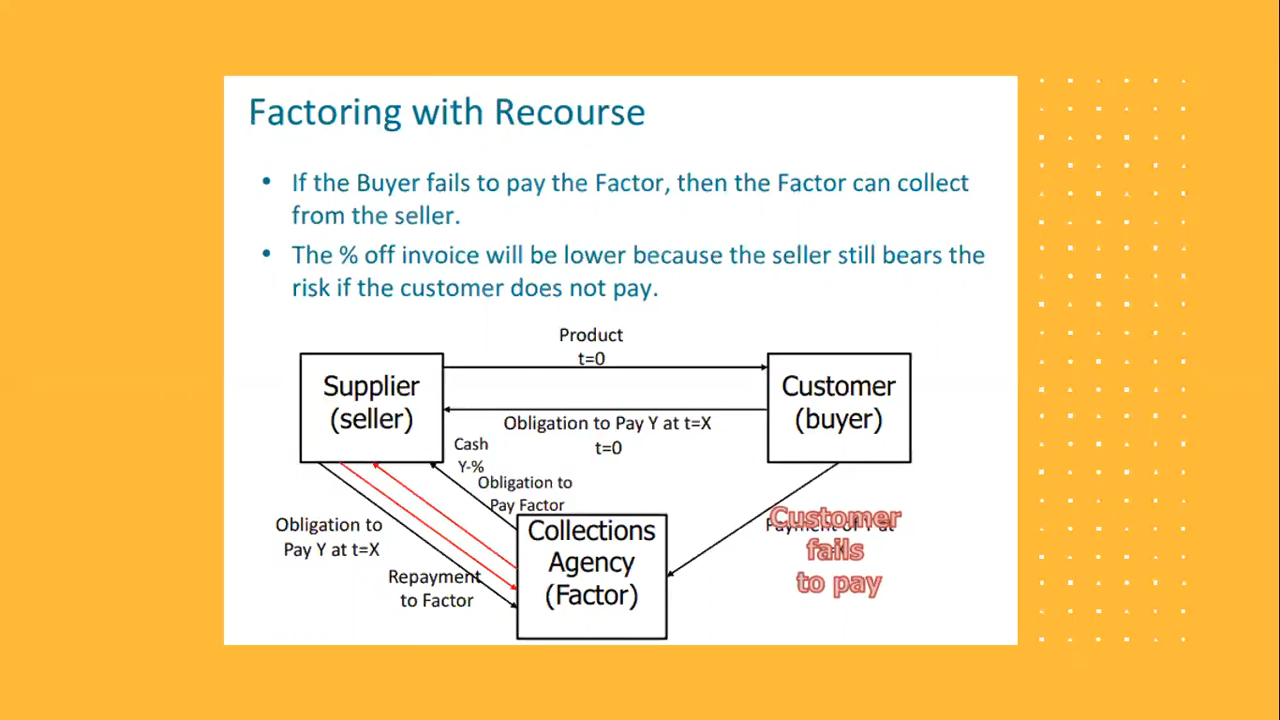 Factoring with Recourse
• If the Buyer fails to pay the Factor, then the Factor can collect
from the seller.
• The % off invoice will be lower because the seller still bears the
risk if the customer does not pay.
Product
t=0
Supplier
(seller)
Customer
(buyer)
Obligation to Pay Y at t=X
t=0
Cash
Y-%
Obligation to
Pay Factor
Obligation to
Pay Y at t=X
Repayment
to Factor
Collections
Agency
(Factor)
Payment of Y at
Customer
fails
to pay